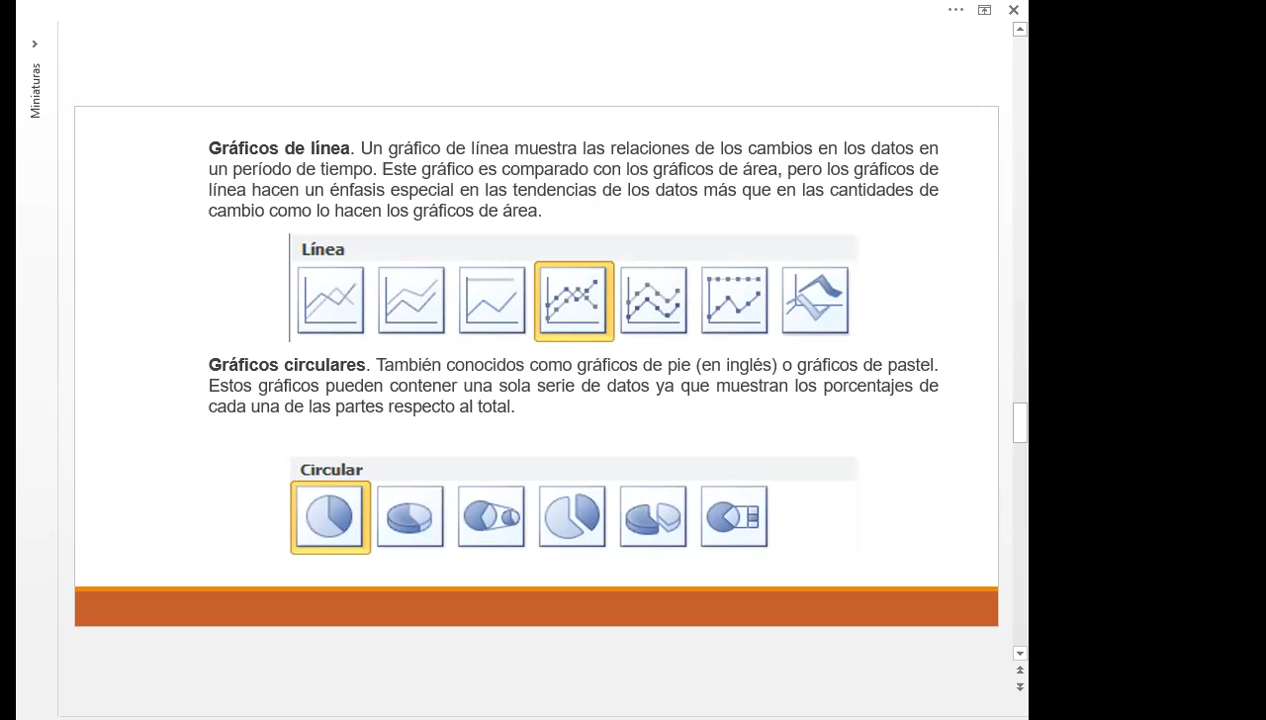 Miniaturas
Gráficos de línea. Un gráfico de línea muestra las relaciones de los cambios en los datos en
un período de tiempo. Este gráfico es comparado con los gráficos de área, pero los gráficos de
línea hacen un énfasis especial en las tendencias de los datos más que en las cantidades de
cambio como lo hacen los gráficos de área.
Línea
Gráficos circulares. También conocidos como gráficos de pie (en inglés) o gráficos de pastel.
Estos gráficos pueden contener una sola serie de datos ya que muestran los porcentajes de
cada una de las partes respecto al total.
Circular